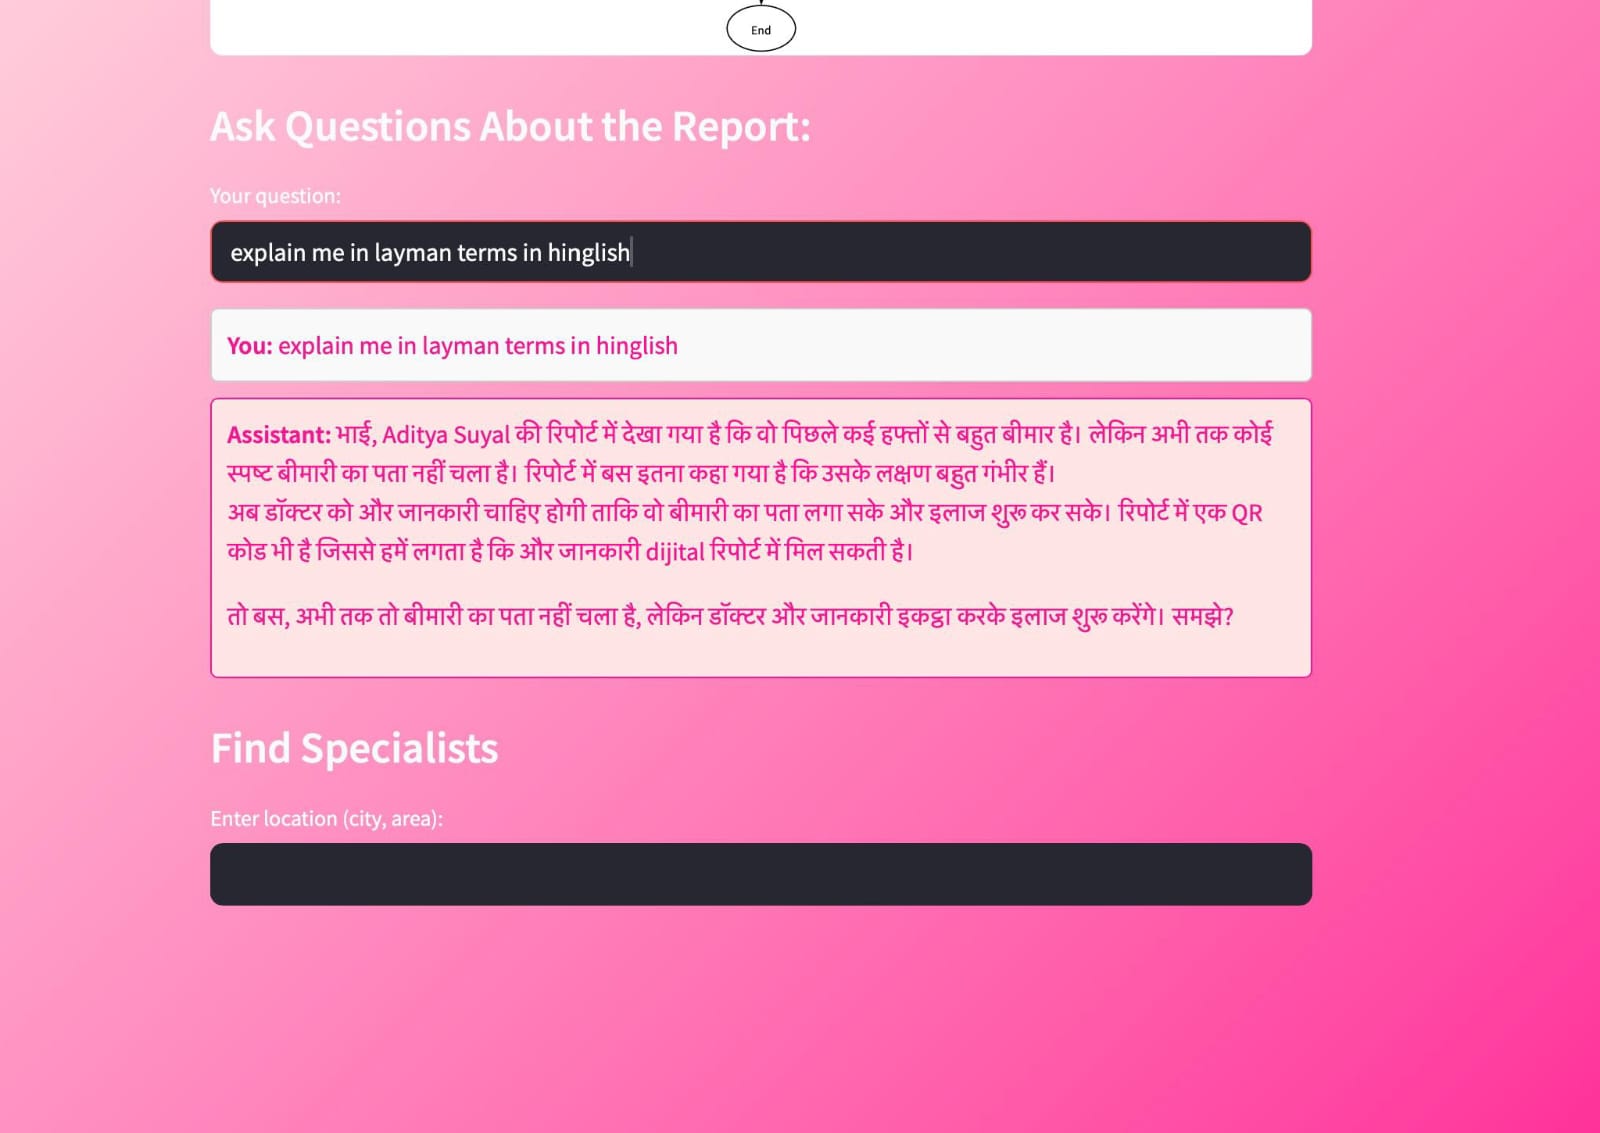 End
Ask Questions About the Report:
Your question:
explain me in layman terms in hinglish
You: explain me in layman terms in hinglish
Assistant: भाई, Aditya Suyal की रिपोर्ट में देखा गया है कि वो पिछले कई हफ्तों से बहुत बीमार है। लेकिन अभी तक कोई
स्पष्ट बीमारी का पता नहीं चला है। रिपोर्ट में बस इतना कहा गया है कि उसके लक्षण बहुत गंभीर हैं।
अब डॉक्टर को और जानकारी चाहिए होगी ताकि वो बीमारी का पता लगा सके और इलाज शुरू कर सके। रिपोर्ट में एक QR
कोड भी है जिससे हमें लगता है कि और जानकारी dijital रिपोर्ट में मिल सकती है।
तो बस, अभी तक तो बीमारी का पता नहीं चला है, लेकिन डॉक्टर और जानकारी इकट्ठा करके इलाज शुरू करेंगे। समझे?
Find Specialists
Enter location (city, area):